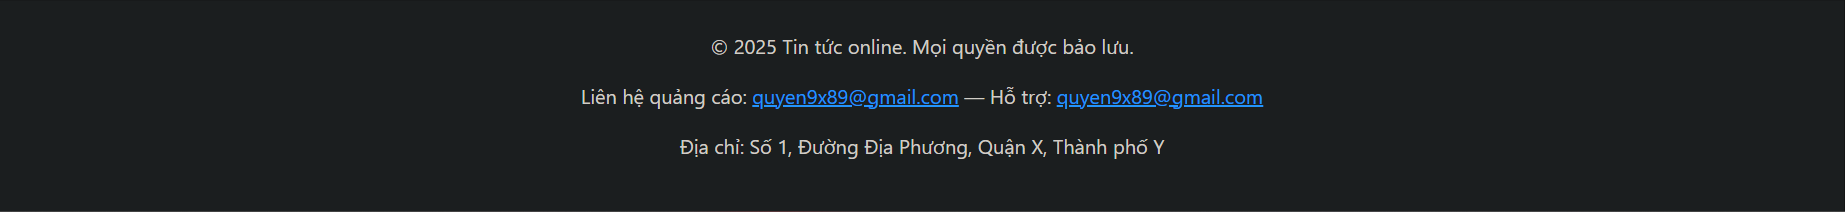 © 2025 Tin tức online. Mọi quyền được bảo lưu.
Liên hệ quảng cáo: quyen9x89@gmail.com — Hỗ trợ: quyen9x89@gmail.com
Địa chỉ: Số 1, Đường Địa Phương, Quận X, Thành phố Y